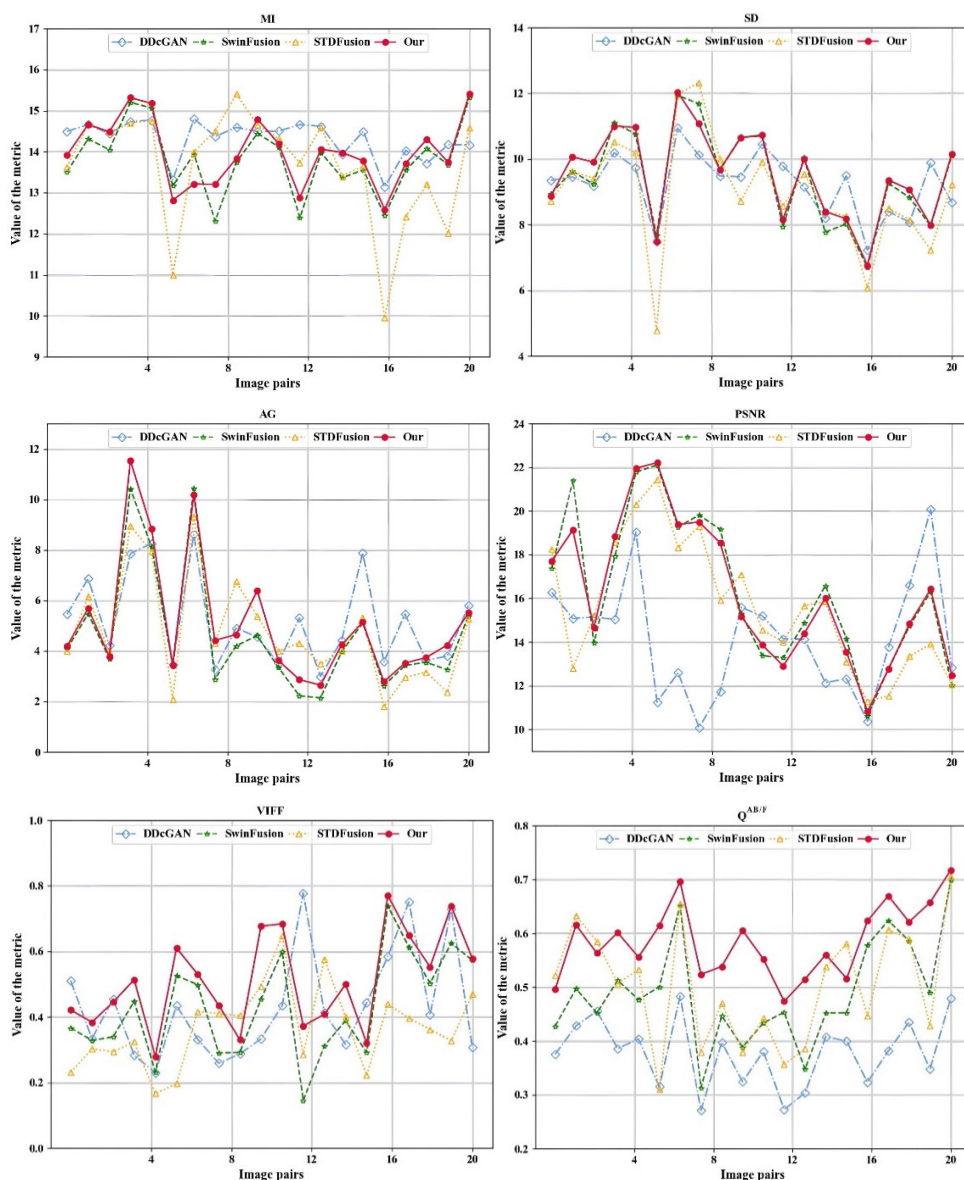 MI
DDcGAN SwinFusion STDFusion Our
Value of the metric
17
16
15
14
13
12
11
10
9
4 8 12 16 20
Image pairs
SD
DDcGAN SwinFusion STDFusion Our
Value of the metric
14
12
10
8
6
4
4 8 12 16 20
Image pairs
AG
DDcGAN SwinFusion STDFusion Our
Value of the metric
12
10
8
6
4
2
0
4 8 12 16 20
Image pairs
PSNR
DDcGAN SwinFusion STDFusion Our
Value of the metric
24
22
20
18
16
14
12
10
4 8 12 16 20
Image pairs
VIFF
DDcGAN SwinFusion STDFusion Our
Value of the metric
1.0
0.8
0.6
0.4
0.2
0.0
4 8 12 16 20
Image pairs
Q^AB/F
DDcGAN SwinFusion STDFusion Our
Value of the metric
0.8
0.7
0.6
0.5
0.4
0.3
0.2
4 8 12 16 20
Image pairs